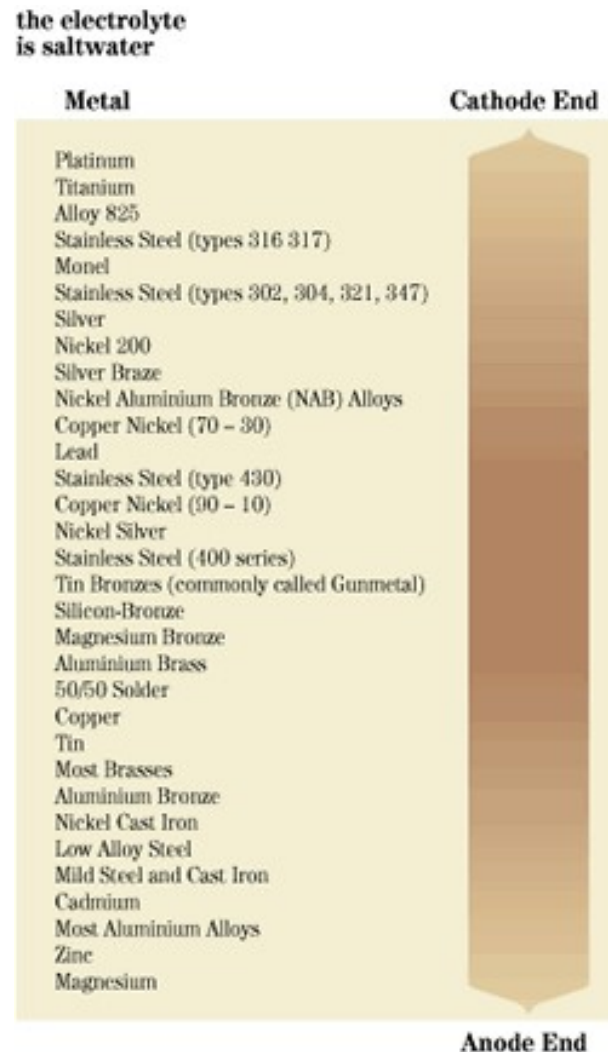 the electrolyte
is saltwater
Metal Cathode End
Platinum
Titanium
Alloy 825
Stainless Steel (types 316 317)
Monel
Stainless Steel (types 302, 304, 321, 347)
Silver
Nickel 200
Silver Braze
Nickel Aluminium Bronze (NAB) Alloys
Copper Nickel (70 – 30)
Lead
Stainless Steel (type 430)
Copper Nickel (90 – 10)
Nickel Silver
Stainless Steel (400 series)
Tin Bronzes (commonly called Gunmetal)
Silicon-Bronze
Magnesium Bronze
Aluminium Brass
50/50 Solder
Copper
Tin
Most Brasses
Aluminium Bronze
Nickel Cast Iron
Low Alloy Steel
Mild Steel and Cast Iron
Cadmium
Most Aluminium Alloys
Zinc
Magnesium
Anode End